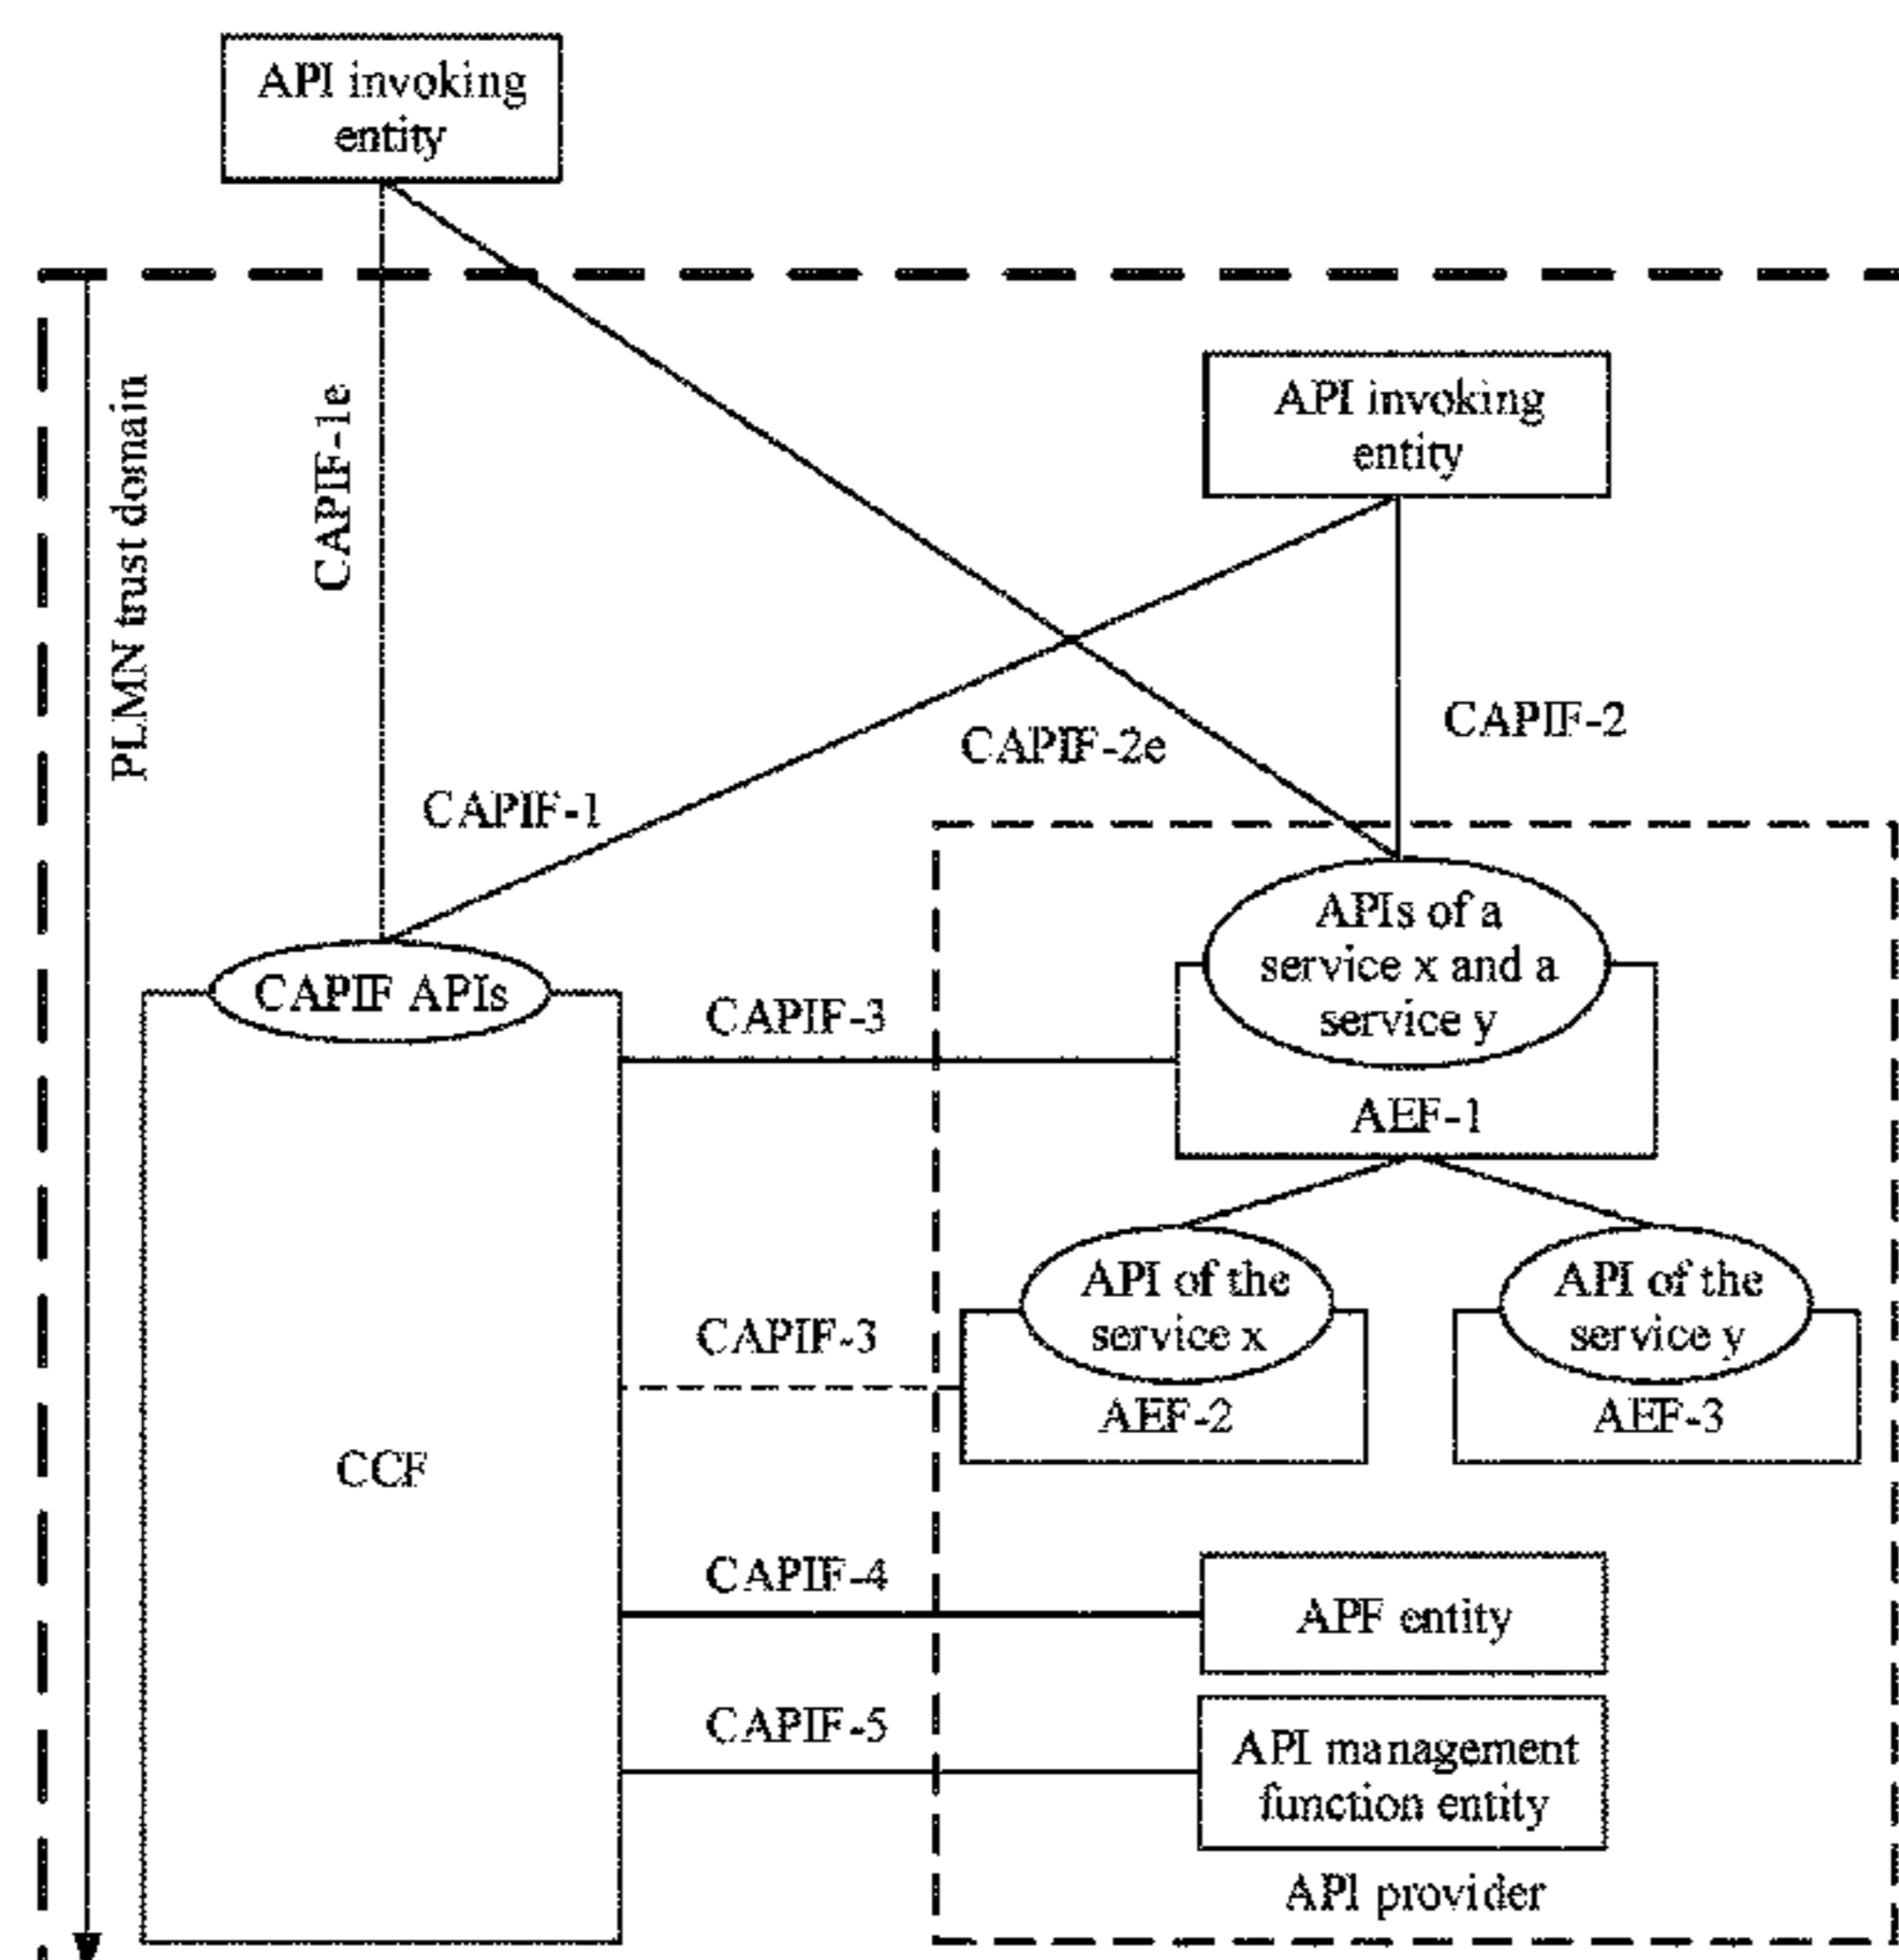 API invoking
entity
PLMN trust domain
CAPIF-1e
API invoking
entity
CAPIF-2
CAPIF-2e
CAPIF-1
APIs of a
service x and a
service y
CAPIF APIs
CAPIF-3
AEF-1
API of the
service x
API of the
service y
CAPIF-3
AEF-2
AEF-3
CCF
CAPIF-4
APF entity
CAPIF-5
API management
function entity
API provider